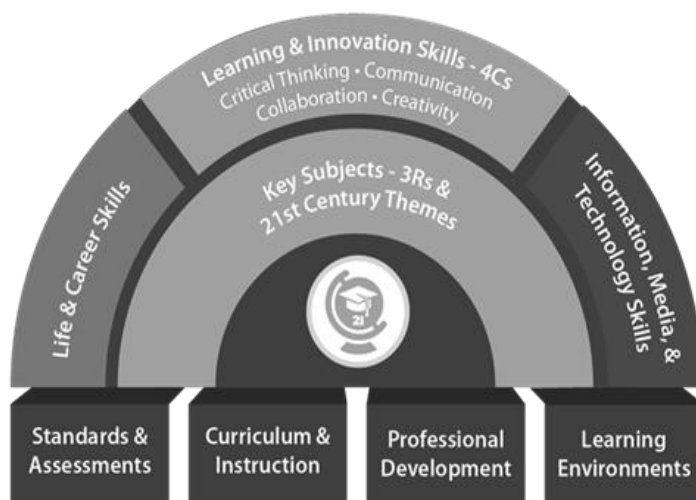 Learning & Innovation Skills - 4Cs
Critical Thinking • Communication
Collaboration • Creativity
Life & Career Skills
Key Subjects - 3Rs &
21st Century Themes
Information, Media, &
Technology Skills
21
Standards &
Assessments
Curriculum &
Instruction
Professional
Development
Learning
Environments